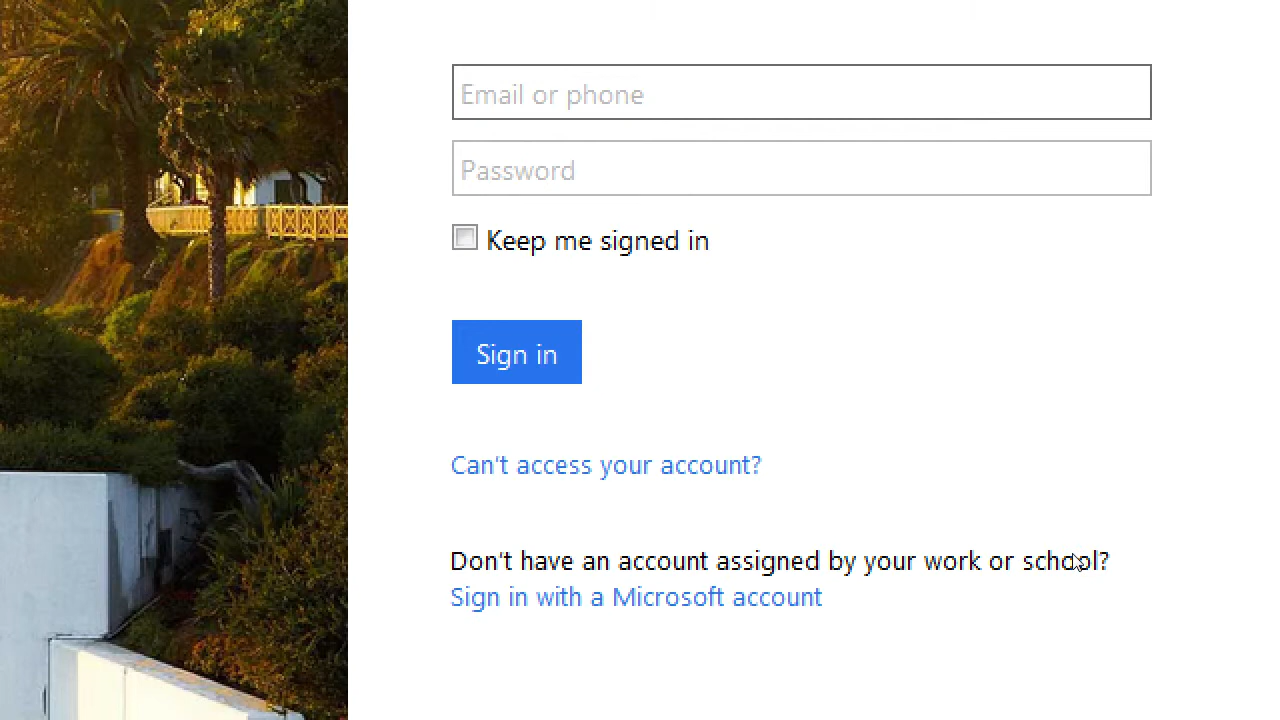 Email or phone
Password
Keep me signed in
Sign in
Can't access your account?
Don't have an account assigned by your work or school?
Sign in with a Microsoft account